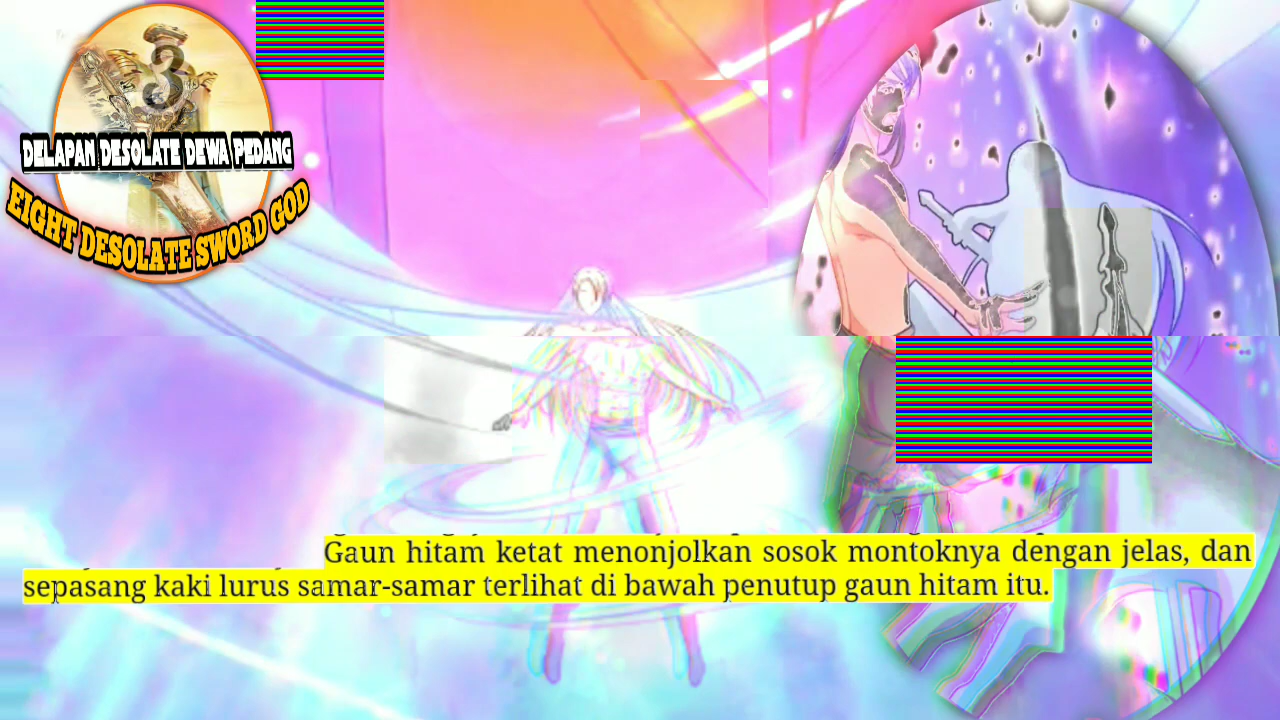 3
DELAPAN DESOLATE DEWA PEDANG
EIGHT DESOLATE SWORD GOD
Gaun hitam ketat menonjolkan sosok montoknya dengan jelas, dan
sepasang kaki lurus samar-samar terlihat di bawah penutup gaun hitam itu.